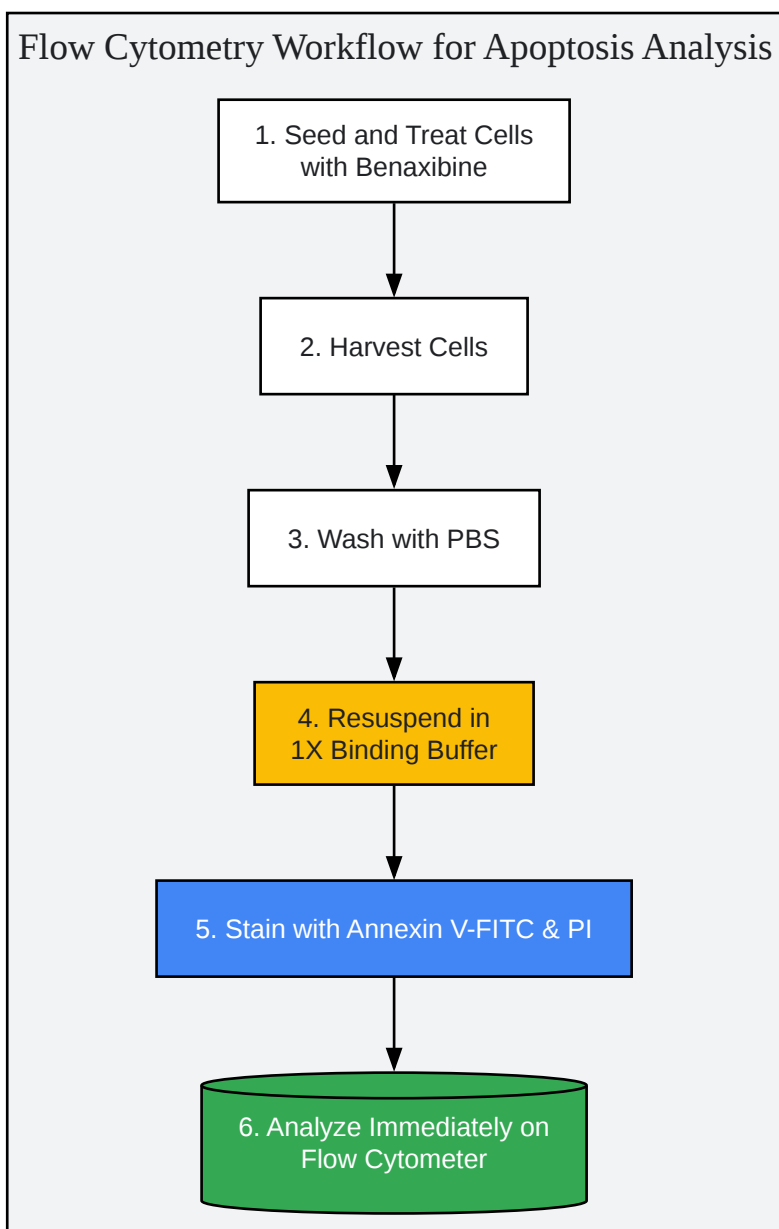 Flow Cytometry Workflow for Apoptosis Analysis
1. Seed and Treat Cells
with Benaxibine
2. Harvest Cells
3. Wash with PBS
4. Resuspend in
1X Binding Buffer
5. Stain with Annexin V-FITC & PI
6. Analyze Immediately on
Flow Cytometer